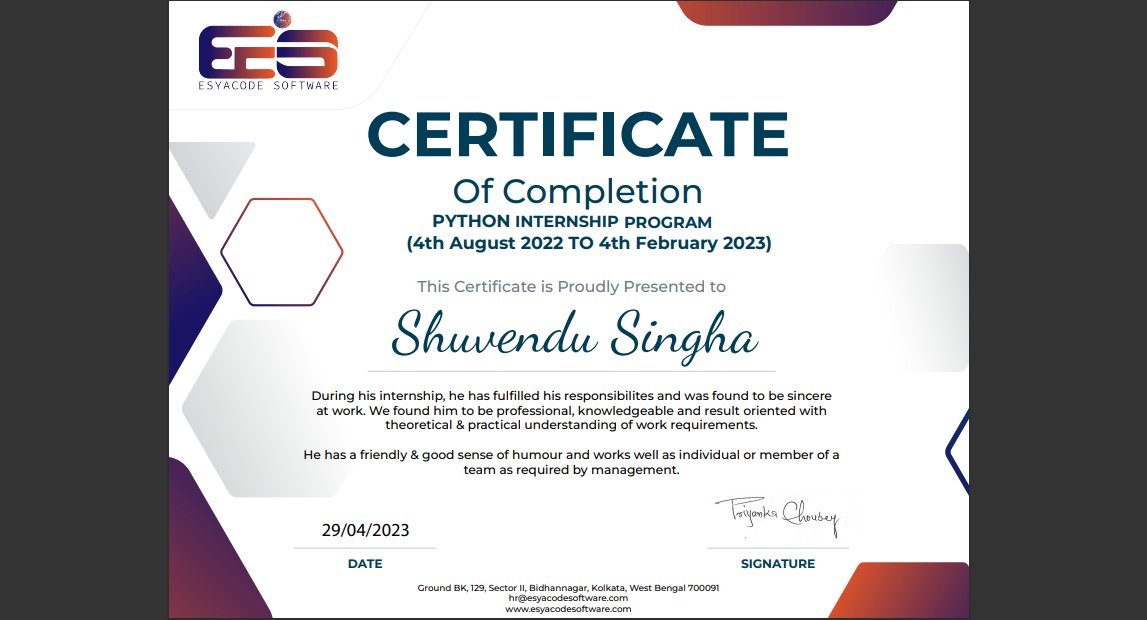 EIS
ESYACODE SOFTWARE
CERTIFICATE
Of Completion
PYTHON INTERNSHIP PROGRAM
(4th August 2022 TO 4th February 2023)
This Certificate is Proudly Presented to
Shuvendu Singha
During his internship, he has fulfilled his responsibilites and was found to be sincere
at work. We found him to be professional, knowledgeable and result oriented with
theoretical & practical understanding of work requirements.
He has a friendly & good sense of humour and works well as individual or member of a
team as required by management.
Priyanka Choubey
29/04/2023
DATE
SIGNATURE
Ground BK, 129, Sector II, Bidhannagar, Kolkata, West Bengal 700091
hr@esyacodesoftware.com
www.esyacodesoftware.com